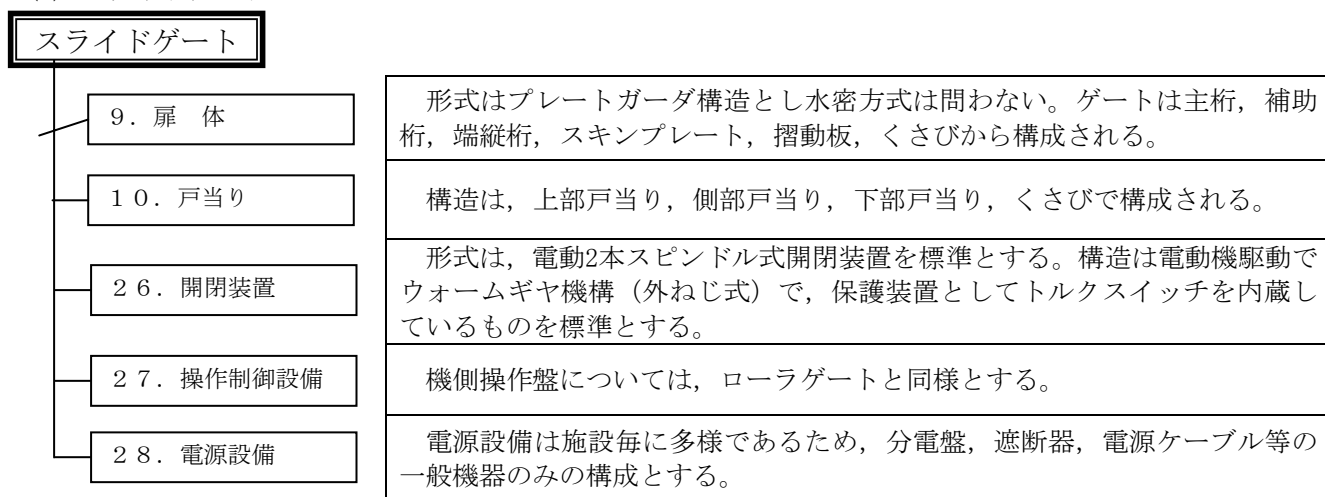 スライドゲート
9．扉　体
形式はプレートガーダ構造とし水密方式は問わない。ゲートは主桁，補助
桁，端縦桁，スキンプレート，摺動板，くさびから構成される。
10．戸当り
構造は，上部戸当り，側部戸当り，下部戸当り，くさびで構成される。
26．開閉装置
形式は，電動2本スピンドル式開閉装置を標準とする。構造は電動機駆動で
ウォームギヤ機構（外ねじ式）で，保護装置としてトルクスイッチを内蔵し
ているものを標準とする。
27．操作制御設備
機側操作盤については，ローラゲートと同様とする。
28．電源設備
電源設備は施設毎に多様であるため，分電盤，遮断器，電源ケーブル等の
一般機器のみの構成とする。